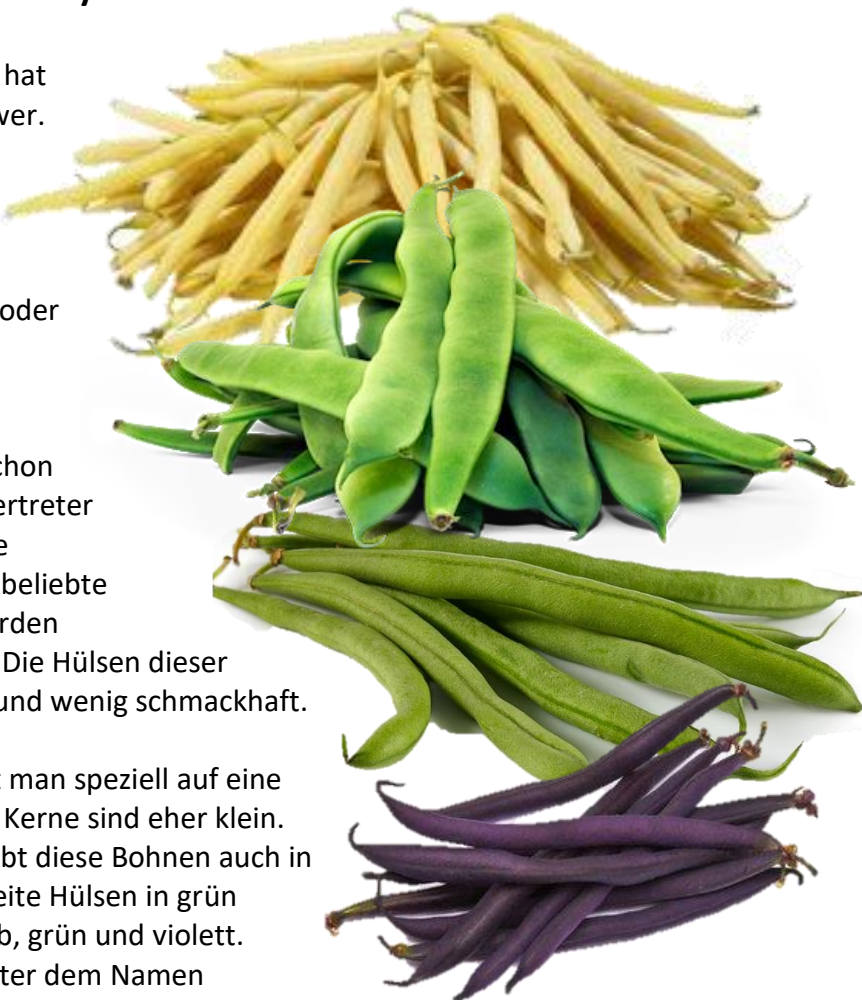 hat
wer.
oder
chon
ertreter
e
beliebte
rden
Die Hülsen dieser
und wenig schmackhaft.
t man speziell auf eine
Kerne sind eher klein.
bt diese Bohnen auch in
eite Hülsen in grün
b, grün und violett.
ter dem Namen